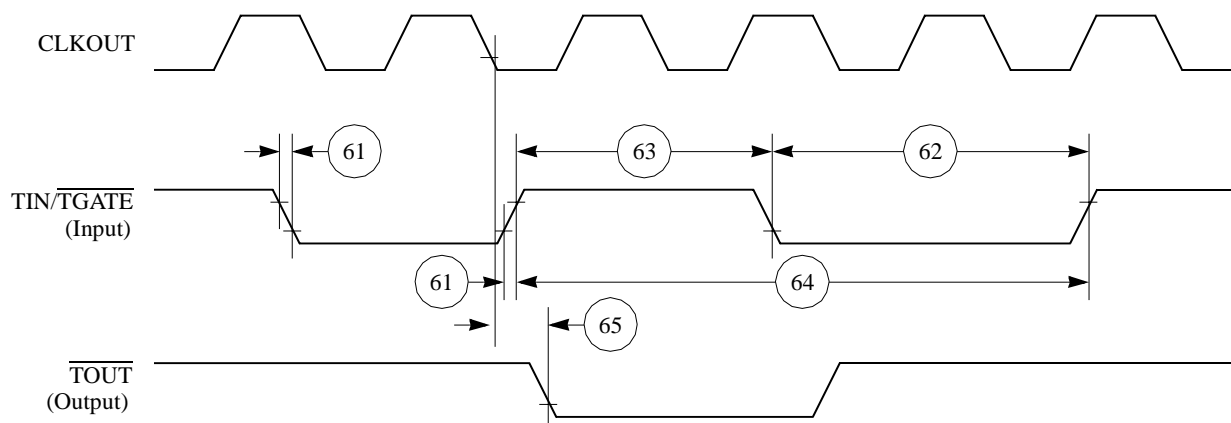 CLKOUT
61
63
62
TIN/TGATE
(Input)
61
64
65
TOUT
(Output)